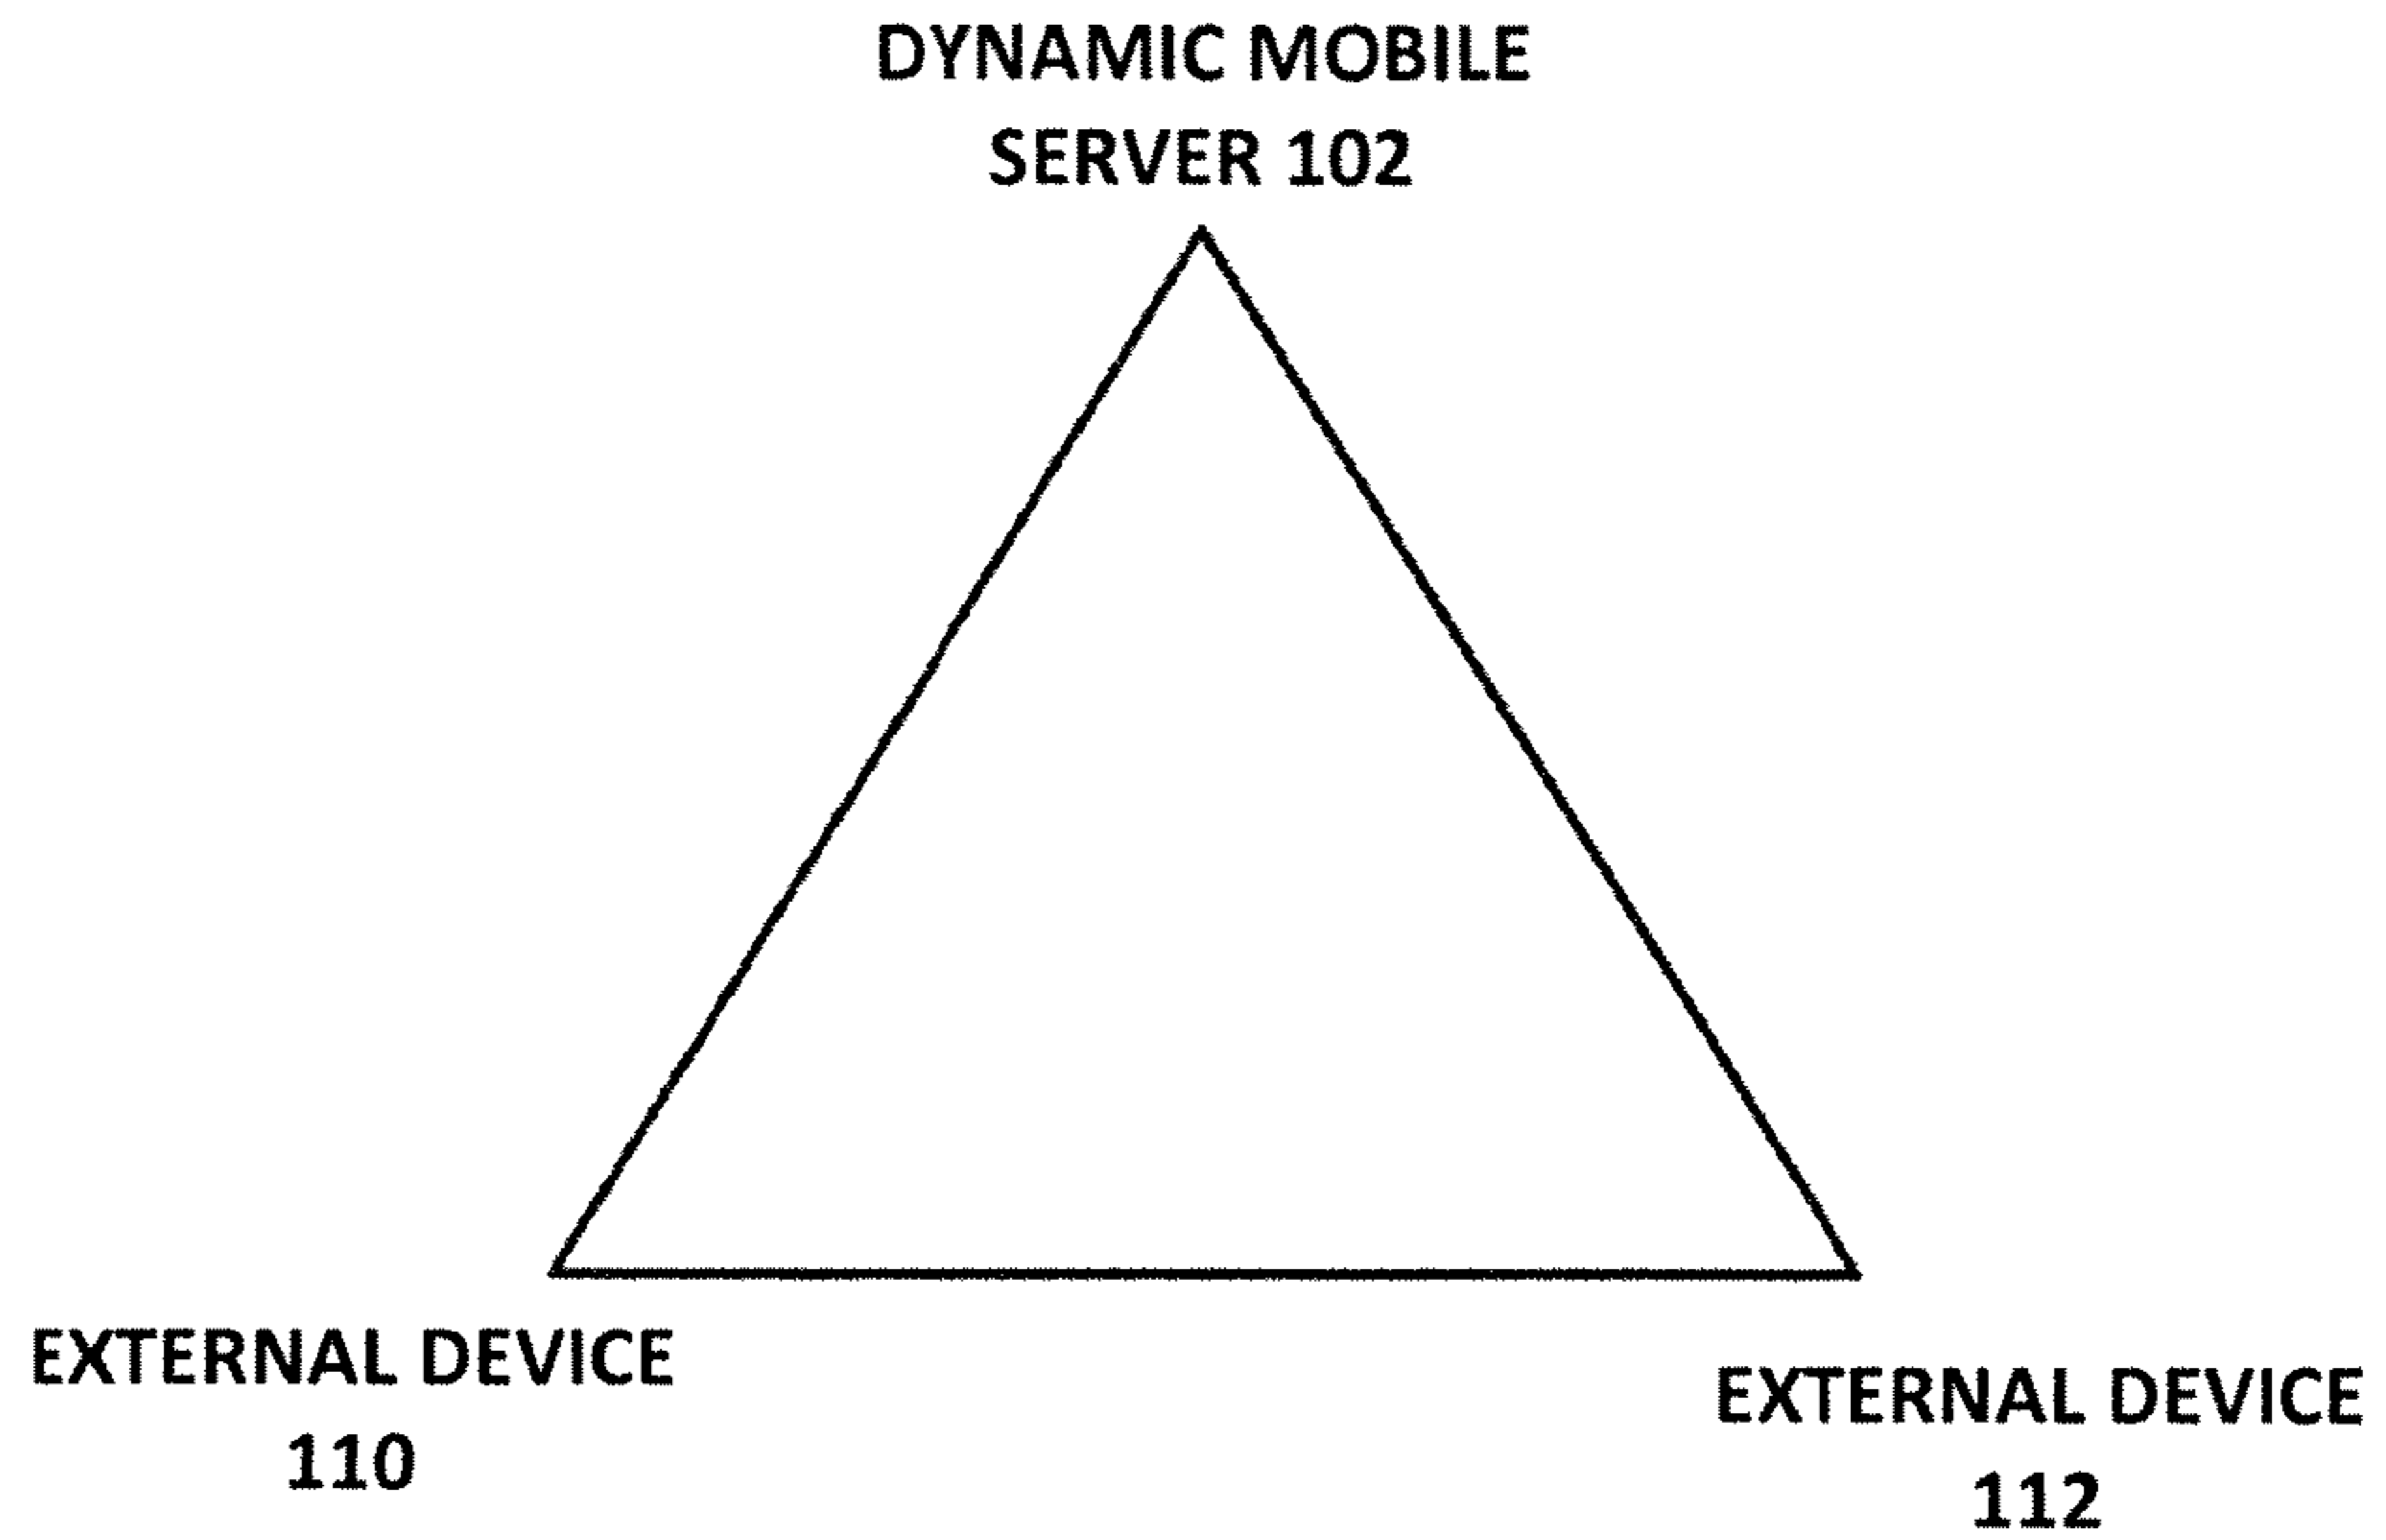 DYNAMIC MOBILE
SERVER 102
EXTERNAL DEVICE
110
EXTERNAL DEVICE
112